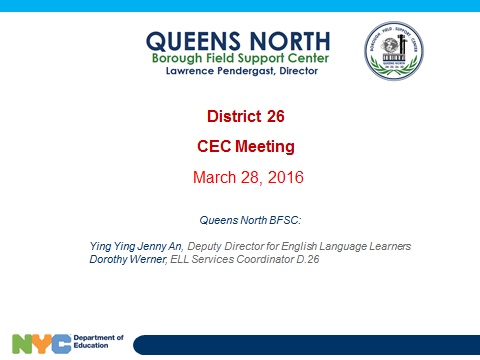 QUEENS NORTH
Borough Field Support Center
Lawrence Pendergast, Director
BOROUGH FIELD SUPPORT CENTER
QUEENS NORTH
District 26
CEC Meeting
March 28, 2016
Queens North BFSC:
Ying Ying Jenny An, Deputy Director for English Language Learners
Dorothy Werner, ELL Services Coordinator D.26
NYC Department of
Education